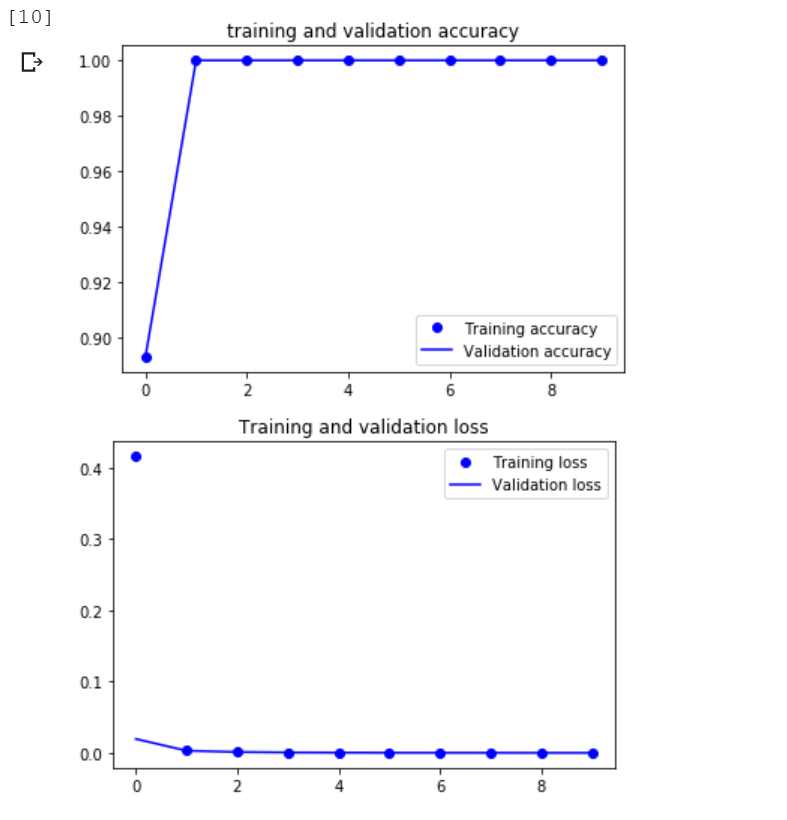 [10]
training and validation accuracy
1.00
0.98
0.96
0.94
0.92
0.90
Training accuracy
Validation accuracy
0 2 4 6 8
Training and validation loss
0.4
0.3
0.2
0.1
0.0
Training loss
Validation loss
0 2 4 6 8